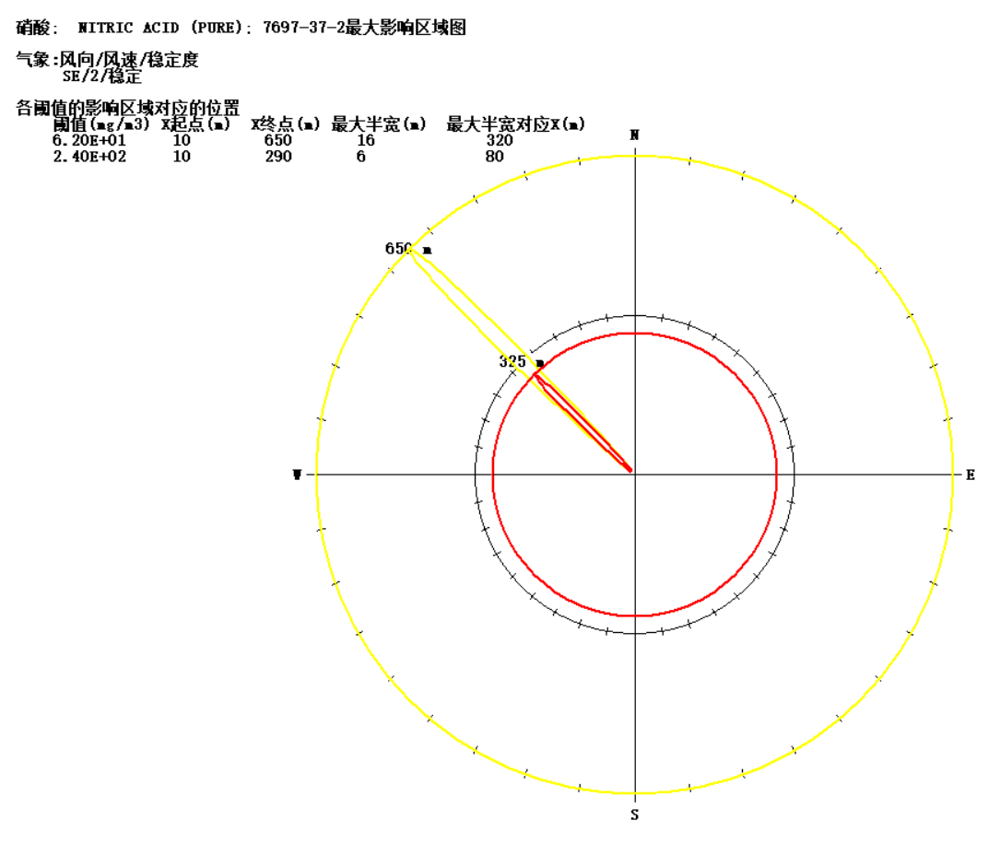 硝酸: NITRIC ACID (PURE): 7697-37-2最大影响区域图
气象:风向/风速/稳定度
SE/2/稳定
各阈值的影响区域对应的位置
阈值(mg/m3) X起点(m) X终点(m) 最大半宽(m) 最大半宽对应X(m)
6.20E+01 10 650 16 320
2.40E+02 10 290 6 80
N
650 m
325 m
W E
S